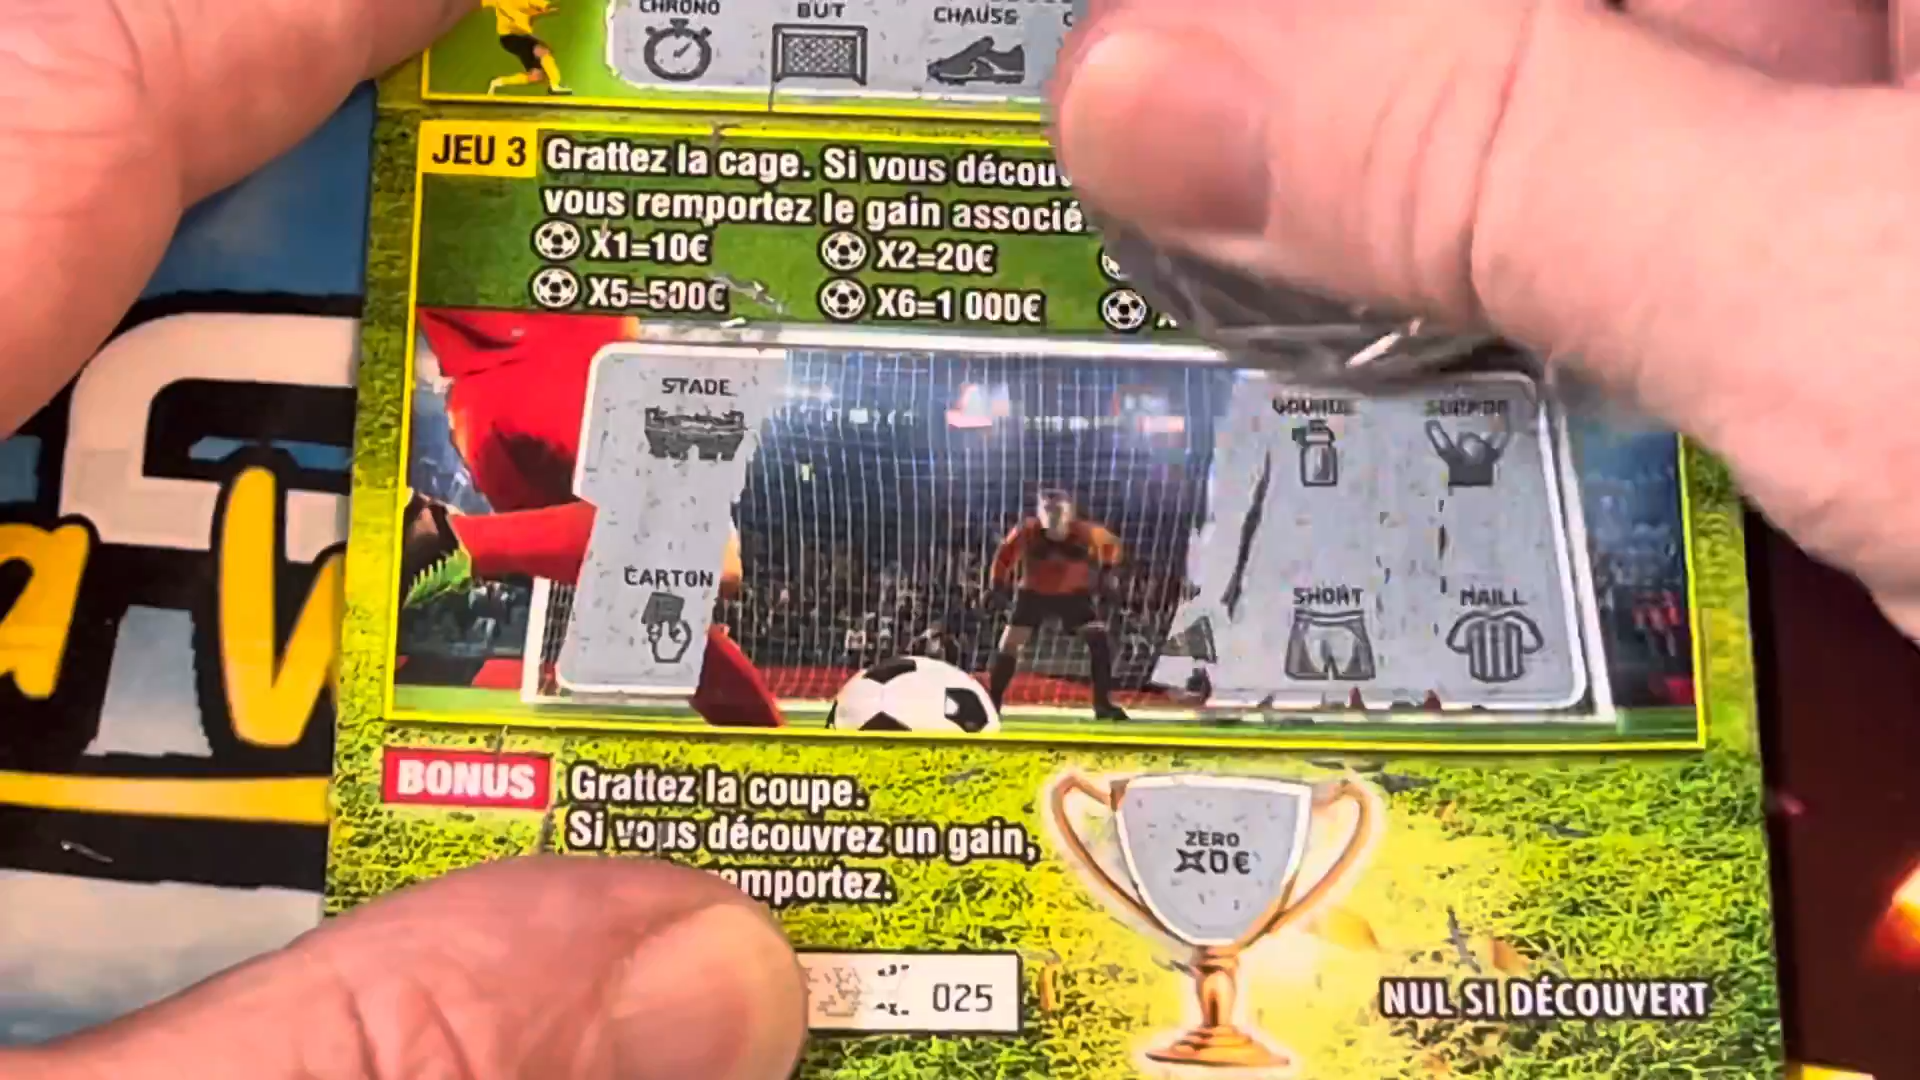 CHRONO BUT CHAUSS
JEU 3 Grattez la cage. Si vous
vous remportez le gain associé
X1=10€ X2=20€
X5=500€ X6=1 000€
STADE
CARTON SHORT MAILL
BONUS Grattez la coupe.
Si vous découvrez un gain,
emportez.
ZERO
0€
025
NUL SI DÉCOUVERT